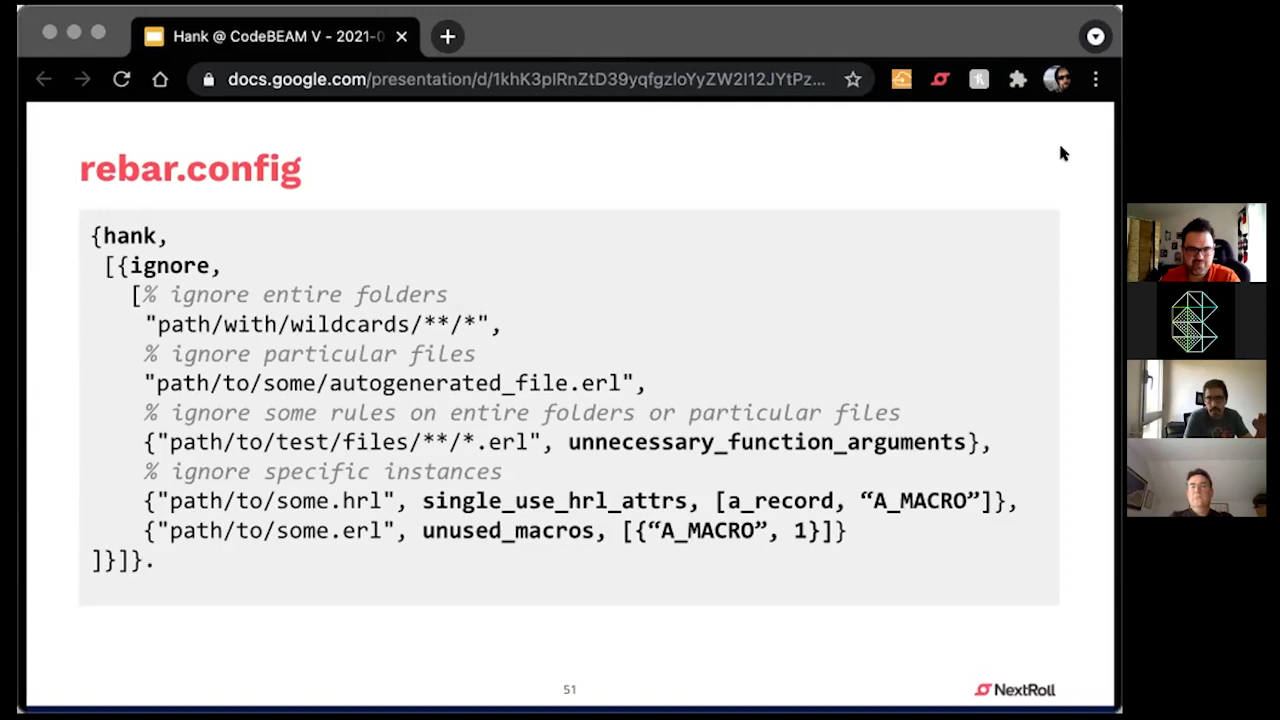 Hank @ CodeBEAM V - 2021-0
docs.google.com/presentation/d/1khK3plRnZtD39yqfgzloYyZW2I12JYtPz...
rebar.config
{hank,
[{ignore,
[% ignore entire folders
"path/with/wildcards/**/*",
% ignore particular files
"path/to/some/autogenerated_file.erl",
% ignore some rules on entire folders or particular files
{"path/to/test/files/**/*.erl", unnecessary_function_arguments},
% ignore specific instances
{"path/to/some.hrl", single_use_hrl_attrs, [a_record, “A_MACRO”]},
{"path/to/some.erl", unused_macros, [{“A_MACRO”, 1}]}
]}]}.
51
NextRoll